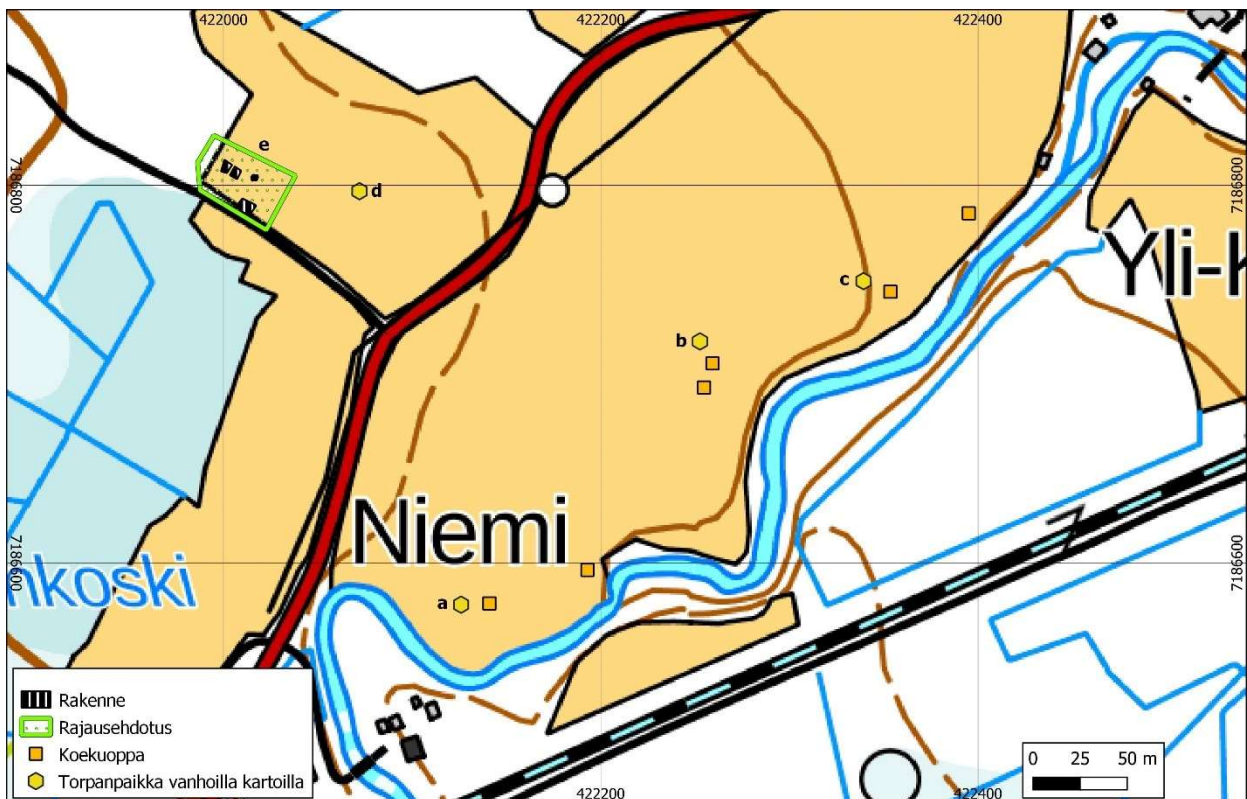 422000 422200 422400
e
7186800 d 7186800
Yli-K
c
b
Niemi
7186600 nkoski 7186600
a
Rakenne
Rajausehdotus
Koekuoppa
Torpanpaikka vanhoilla kartoilla
0 25 50 m
422200 422400